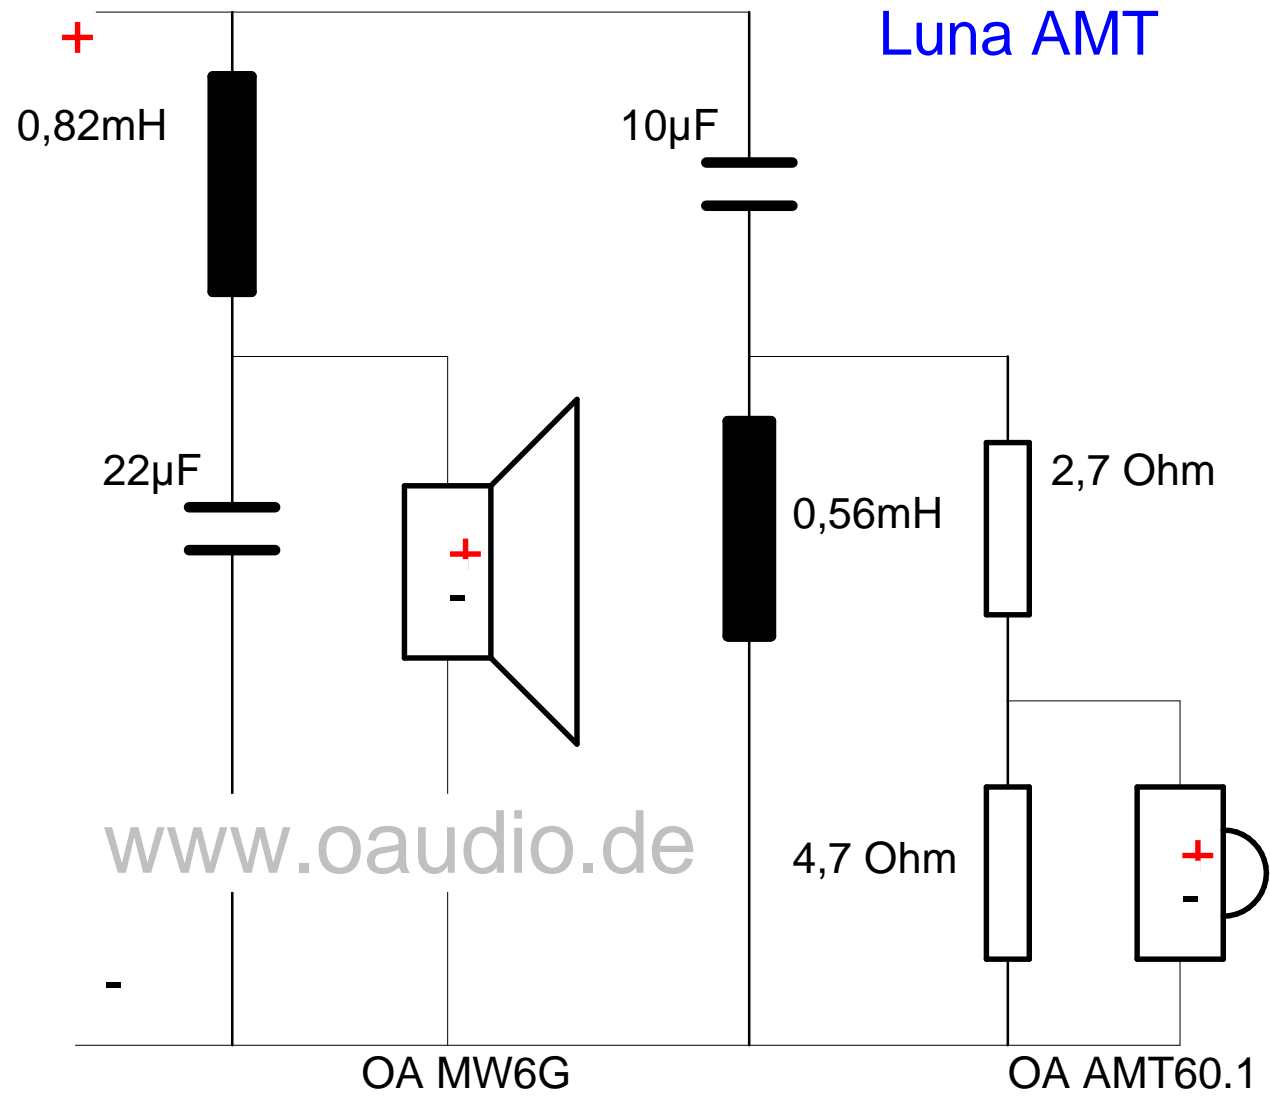 Luna AMT
+
0,82mH
10µF
22µF
2,7 Ohm
0,56mH
+
-
www.oaudio.de
4,7 Ohm
+
-
-
OA MW6G
OA AMT60.1